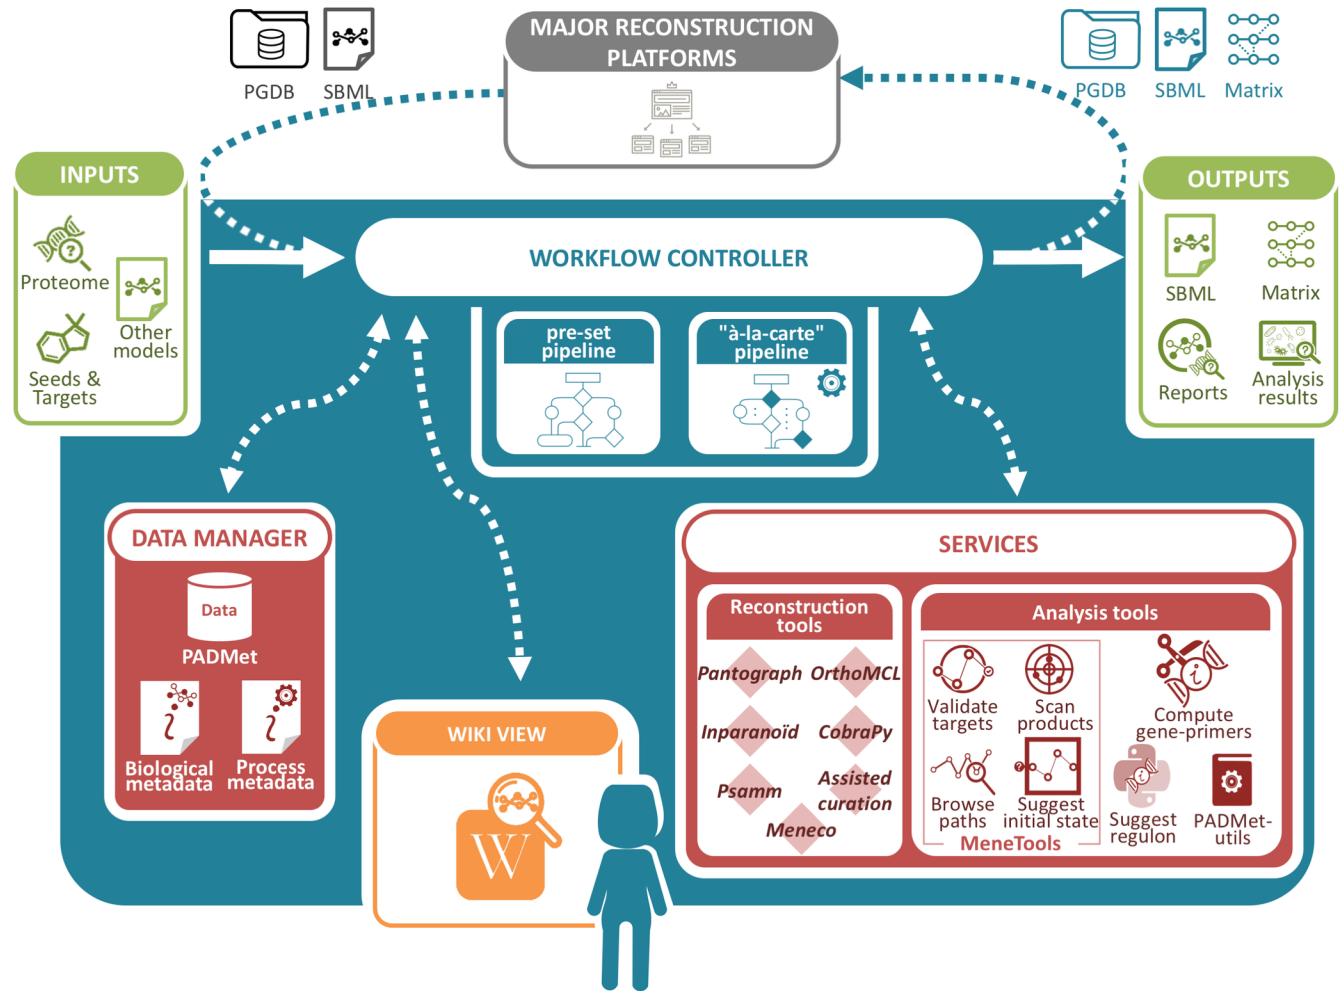 MAJOR RECONSTRUCTION
PLATFORMS
PGDB
SBML
PGDB
SBML
Matrix
INPUTS
Proteome
Other
models
Seeds &
Targets
WORKFLOW CONTROLLER
pre-set
pipeline
"à-la-carte"
pipeline
OUTPUTS
SBML
Matrix
Reports
Analysis
results
DATA MANAGER
Data
PADMet
Biological
metadata
Process
metadata
WIKI VIEW
W
SERVICES
Reconstruction
tools
Pantograph
OrthoMCL
Inparanoïd
CobraPy
Psamm
Assisted
curation
Meneco
Analysis tools
Validate
targets
Scan
products
Browse
paths
Suggest
initial state
MeneTools
Compute
gene-primers
Suggest
regulon
PADMet-
utils